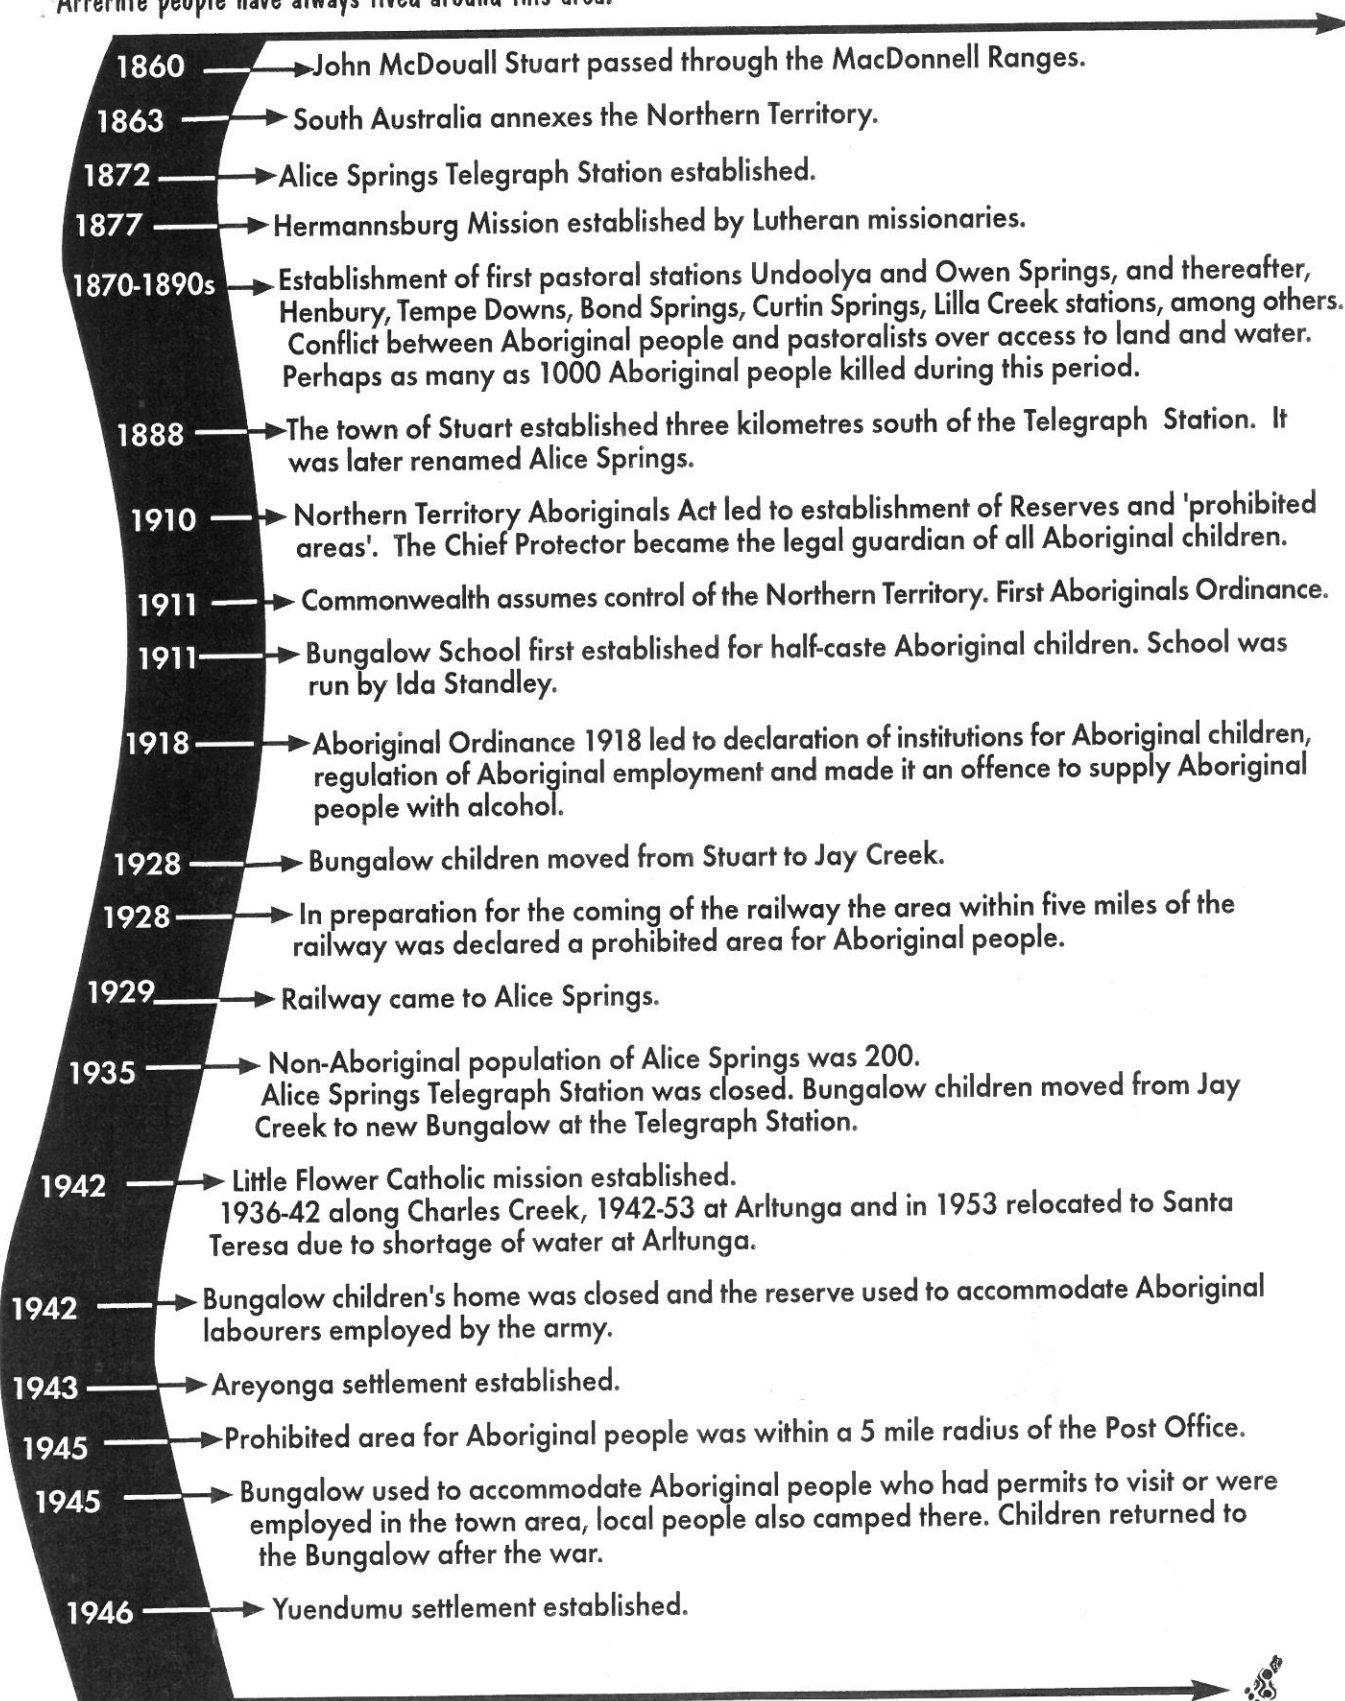 Arrernte people have always lived around this area.
1860 John McDouall Stuart passed through the MacDonnell Ranges.
1863 South Australia annexes the Northern Territory.
1872 Alice Springs Telegraph Station established.
1877 Hermannsburg Mission established by Lutheran missionaries.
1870-1890s Establishment of first pastoral stations Undoolya and Owen Springs, and thereafter,
Henbury, Tempe Downs, Bond Springs, Curtin Springs, Lilla Creek stations, among others.
Conflict between Aboriginal people and pastoralists over access to land and water.
Perhaps as many as 1000 Aboriginal people killed during this period.
1888 The town of Stuart established three kilometres south of the Telegraph Station. It
was later renamed Alice Springs.
1910 Northern Territory Aboriginals Act led to establishment of Reserves and 'prohibited
areas'. The Chief Protector became the legal guardian of all Aboriginal children.
1911 Commonwealth assumes control of the Northern Territory. First Aboriginals Ordinance.
1911 Bungalow School first established for half-caste Aboriginal children. School was
run by Ida Standley.
1918 Aboriginal Ordinance 1918 led to declaration of institutions for Aboriginal children,
regulation of Aboriginal employment and made it an offence to supply Aboriginal
people with alcohol.
1928 Bungalow children moved from Stuart to Jay Creek.
1928 In preparation for the coming of the railway the area within five miles of the
railway was declared a prohibited area for Aboriginal people.
1929 Railway came to Alice Springs.
1935 Non-Aboriginal population of Alice Springs was 200.
Alice Springs Telegraph Station was closed. Bungalow children moved from Jay
Creek to new Bungalow at the Telegraph Station.
1942 Little Flower Catholic mission established.
1936-42 along Charles Creek, 1942-53 at Arltunga and in 1953 relocated to Santa
Teresa due to shortage of water at Arltunga.
1942 Bungalow children's home was closed and the reserve used to accommodate Aboriginal
labourers employed by the army.
1943 Areyonga settlement established.
1945 Prohibited area for Aboriginal people was within a 5 mile radius of the Post Office.
1945 Bungalow used to accommodate Aboriginal people who had permits to visit or were
employed in the town area, local people also camped there. Children returned to
the Bungalow after the war.
1946 Yuendumu settlement established.